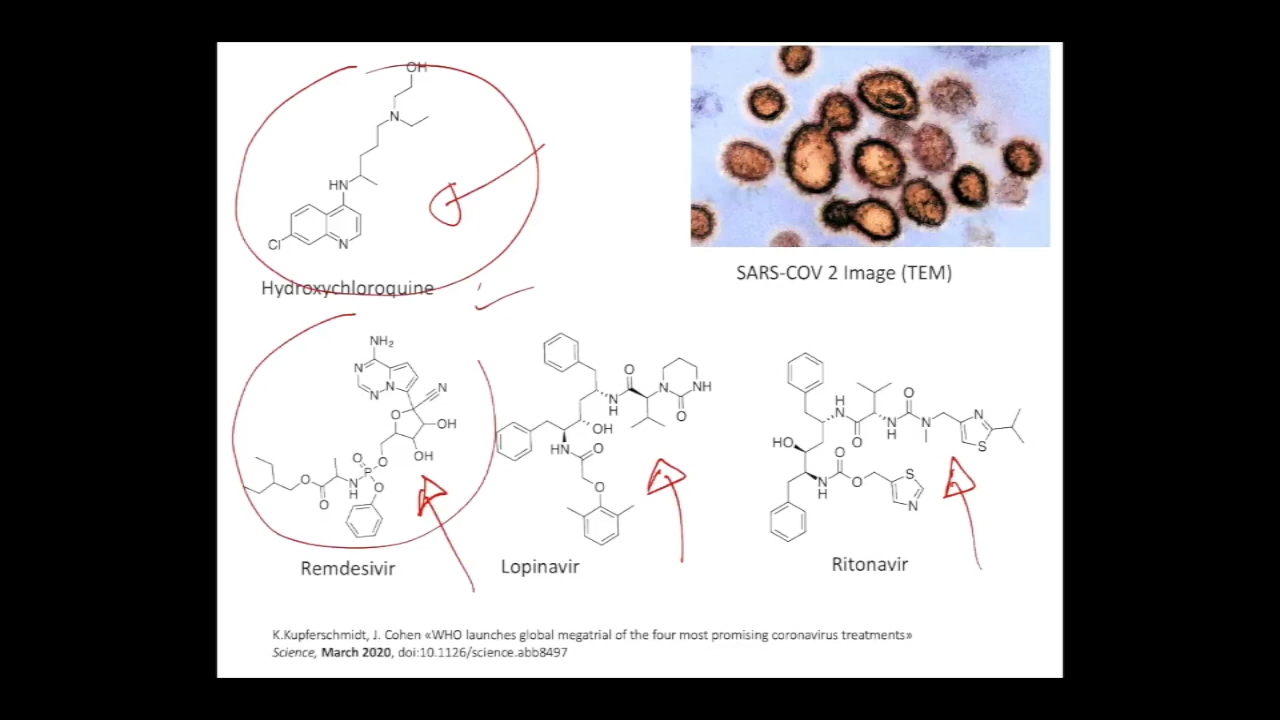 OH
N
HN
Cl
N
Hydroxychloroquine
SARS-COV 2 Image (TEM)
NH₂
N
N
N
N
O
OH
OH
O
O
P
O
O
N
H
O
Remdesivir
O
N
NH
N
H
O
OH
HN
O
O
Lopinavir
H
N
O
O
N
H
N
N
S
HO
O
N
H
O
S
N
Ritonavir
K.Kupferschmidt, J. Cohen «WHO launches global megatrial of the four most promising coronavirus treatments»
Science, March 2020, doi:10.1126/science.abb8497